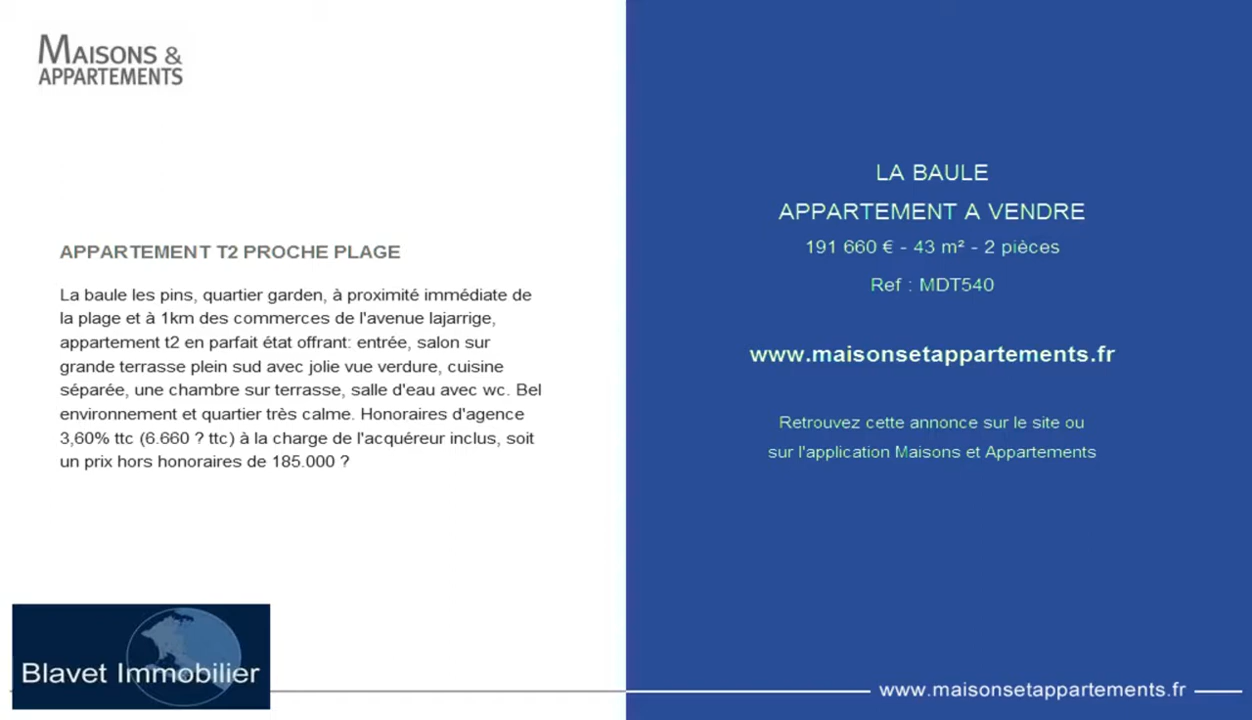 MAISONS &
APPARTEMENTS
APPARTEMENT T2 PROCHE PLAGE
La baule les pins, quartier garden, à proximité immédiate de
la plage et à 1km des commerces de l'avenue lajarrige,
appartement t2 en parfait état offrant: entrée, salon sur
grande terrasse plein sud avec jolie vue verdure, cuisine
séparée, une chambre sur terrasse, salle d'eau avec wc. Bel
environnement et quartier très calme. Honoraires d'agence
3,60% ttc (6.660 ? ttc) à la charge de l'acquéreur inclus, soit
un prix hors honoraires de 185.000 ?
Blavet Immobilier
LA BAULE
APPARTEMENT A VENDRE
191 660 € - 43 m² - 2 pièces
Ref : MDT540
www.maisonsetappartements.fr
Retrouvez cette annonce sur le site ou
sur l'application Maisons et Appartements
www.maisonsetappartements.fr